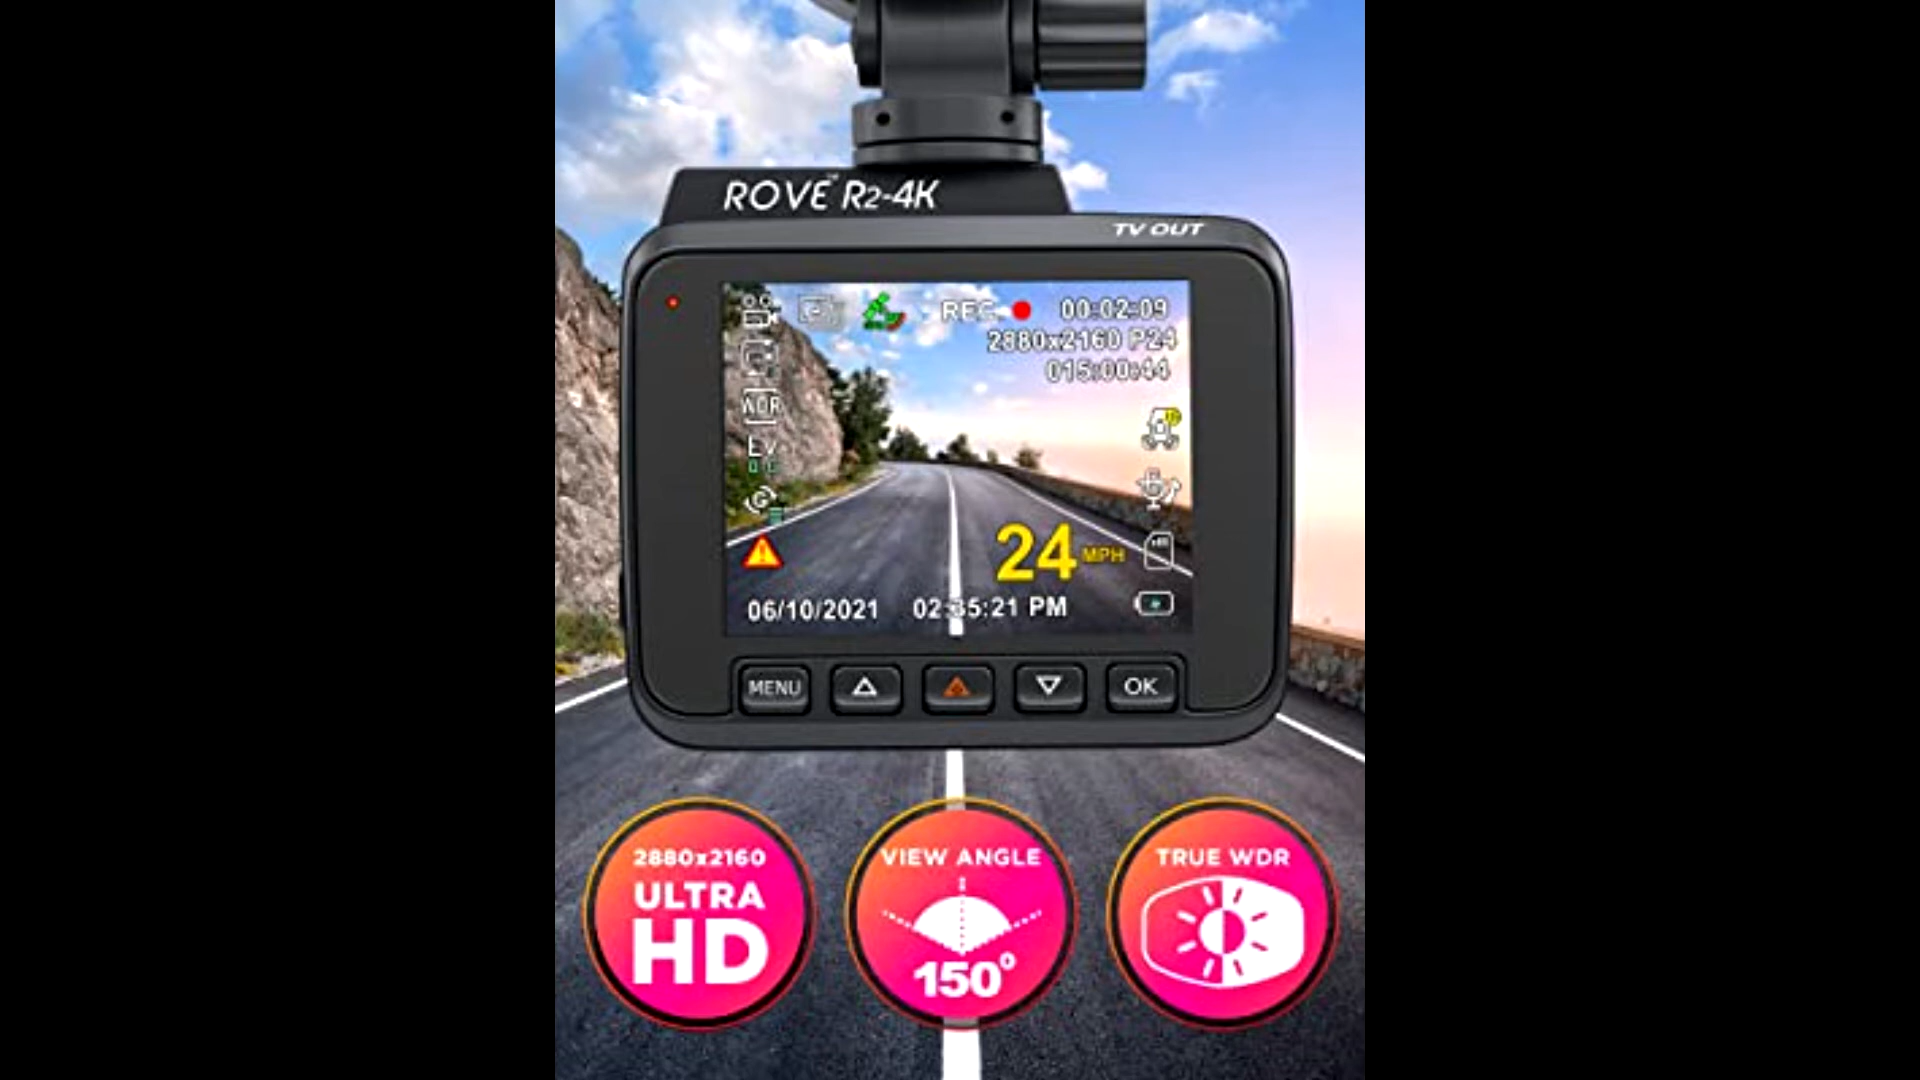 ROVE™ R2-4K
TV OUT
REC 00:02:09
2880x2160 P24
015:00:44
WDR
EV
G
24 MPH
06/10/2021 02:35:21 PM
MENU
OK
2880x2160
ULTRA
HD
VIEW ANGLE
150°
TRUE WDR